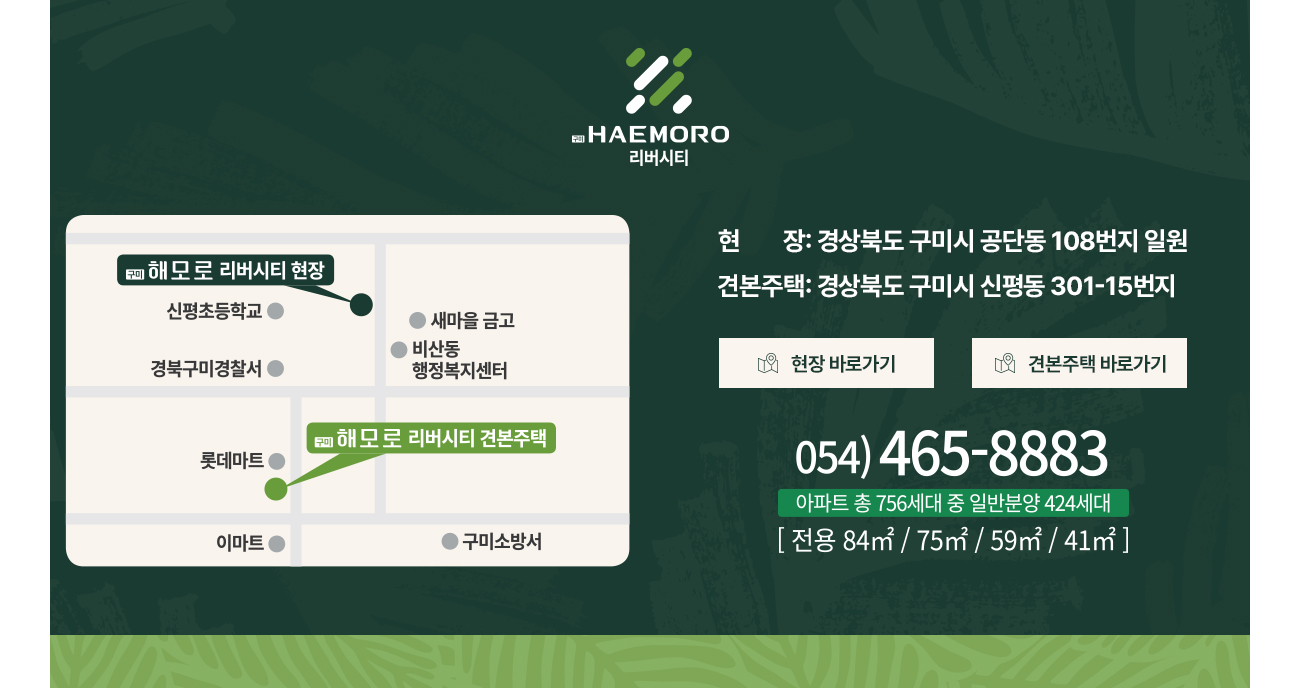 구미 HAEMORO
리버시티
구미 해모로 리버시티 현장
신평초등학교
새마을 금고
경북구미경찰서
비산동
행정복지센터
구미 해모로 리버시티 견본주택
롯데마트
이마트
구미소방서
현 장: 경상북도 구미시 공단동 108번지 일원
견본주택: 경상북도 구미시 신평동 301-15번지
현장 바로가기
견본주택 바로가기
054) 465-8883
아파트 총 756세대 중 일반분양 424세대
[ 전용 84㎡ / 75㎡ / 59㎡ / 41㎡ ]